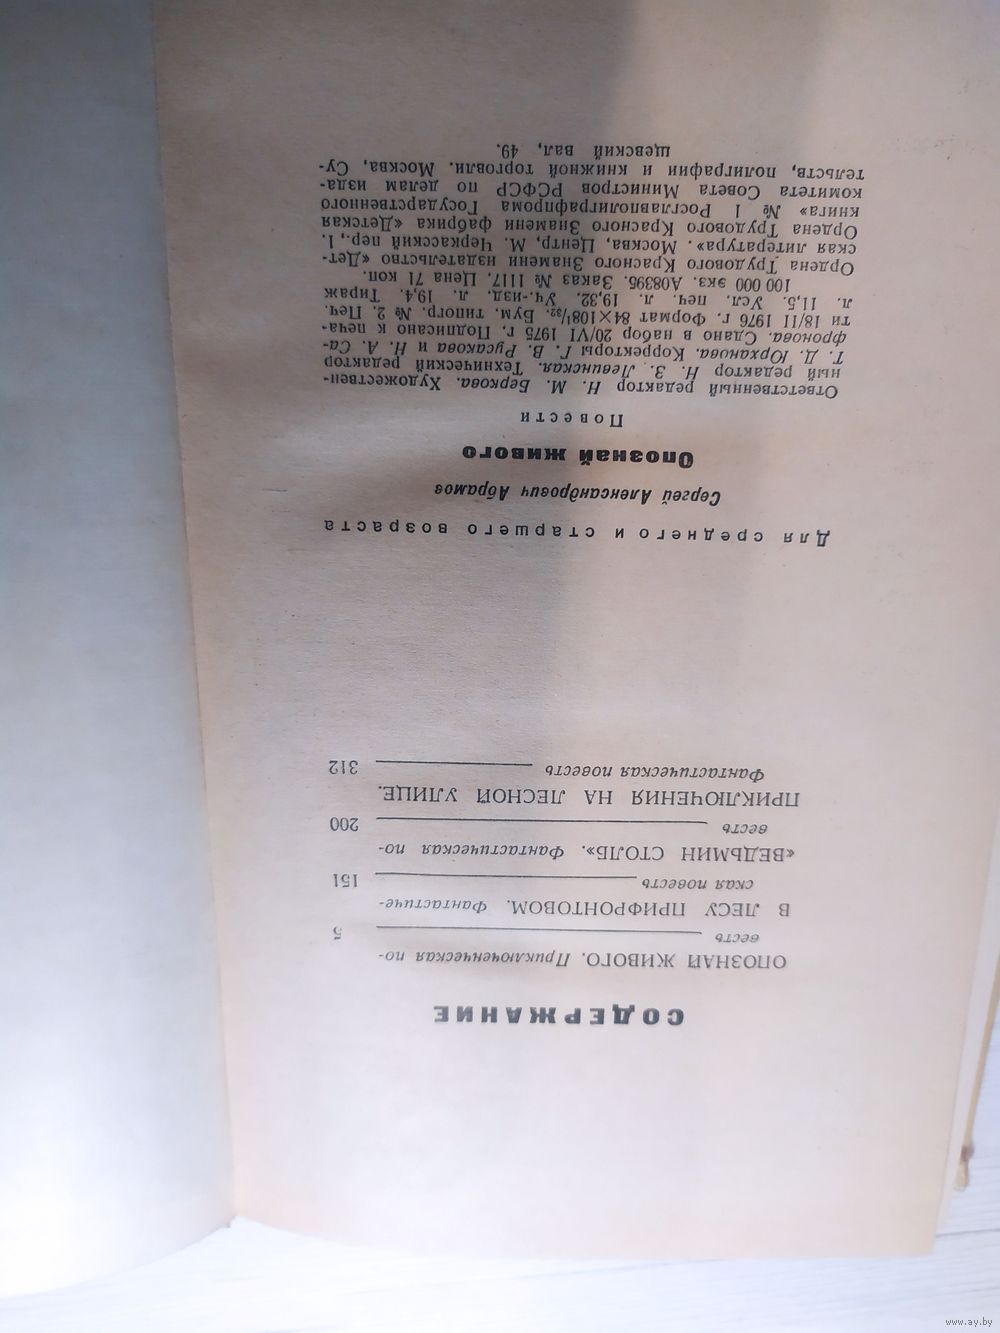 СОДЕРЖАНИЕ
ОПОЗНАЙ ЖИВОГО. Приключенческая по-
весть 5
В ЛЕСУ ПРИФРОНТОВОМ. Фантастиче-
ская повесть 151
«ВЕДЬМИН СТОЛБ». Фантастическая по-
весть 200
ПРИКЛЮЧЕНИЯ НА ЛЕСНОЙ УЛИЦЕ.
Фантастическая повесть 312
Для среднего и старшего возраста
Сергей Александрович Абрамов
Опознай живого
Повести
Ответственный редактор Н. М. Беркова. Художествен-
ный редактор Н. З. Левинская. Технический редактор
Т. Д. Юрханова. Корректоры Г. В. Русакова и Н. А. Са-
фронова. Сдано в набор 20/VI 1975 г. Подписано к печа-
ти 18/II 1976 г. Формат 84×108¹/₃₂. Бум. типогр. № 2. Печ.
л. 11,5. Усл. печ. л. 19,32. Уч.-изд. л. 19,4. Тираж
100 000 экз. А08395. Заказ № 1117. Цена 71 коп.
Ордена Трудового Красного Знамени издательство «Дет-
ская литература». Москва, Центр, М. Черкасский пер., 1.
Ордена Трудового Красного Знамени фабрика «Детская
книга» № 1 Росглавполиграфпрома Государственного
комитета Совета Министров РСФСР по делам изда-
тельств, полиграфии и книжной торговли. Москва, Су-
щевский вал, 49.
www.ay.by